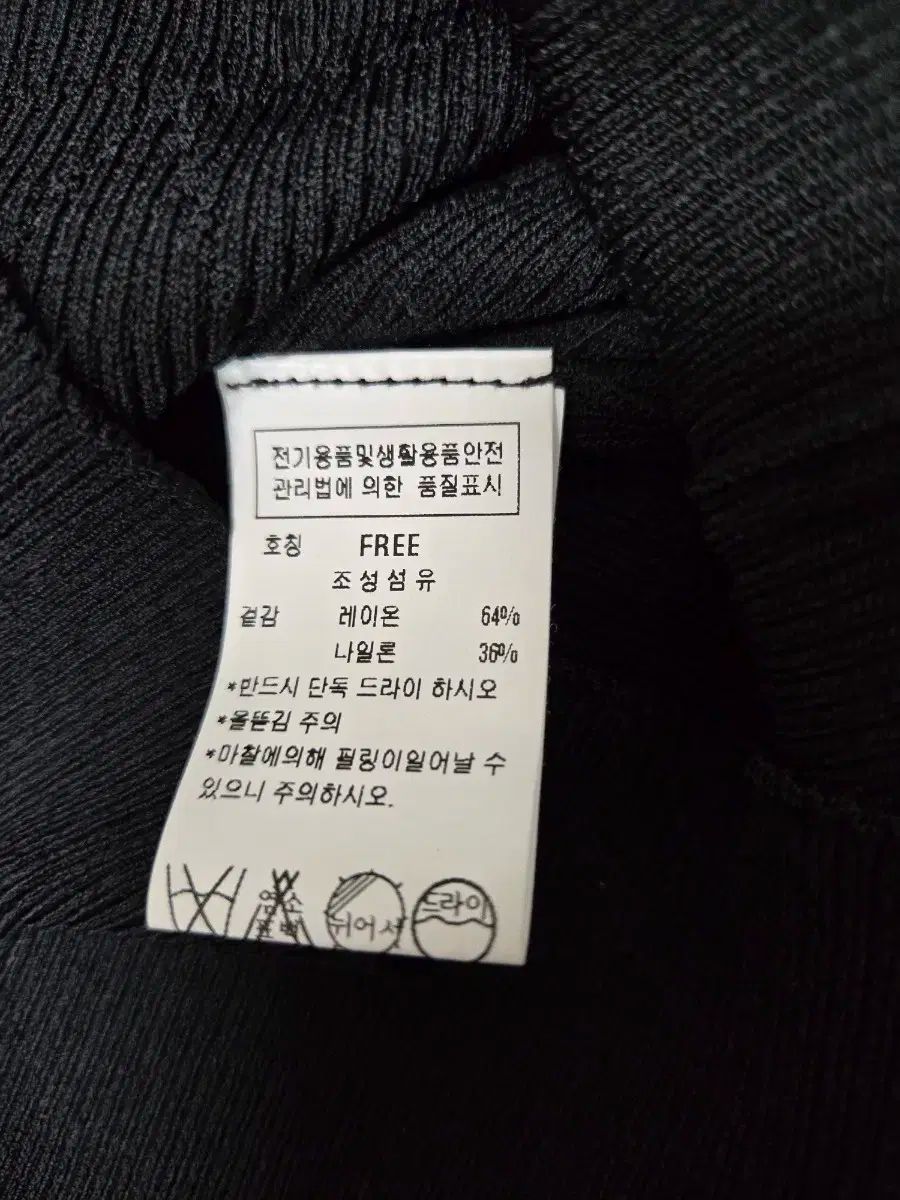 전기용품및생활용품안전
관리법에 의한 품질표시
호칭 FREE
조성섬유
겉감 레이온 64%
나일론 36%
*반드시 단독 드라이 하시오
*올뜯김 주의
*마찰에의해 필링이일어날 수
있으니 주의하시오.
염소 드라이
표백 뉘어서